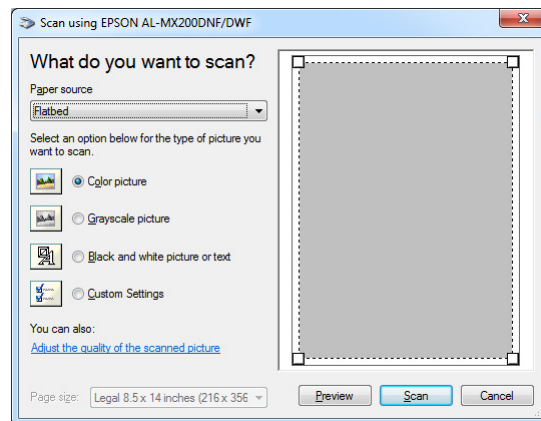 Scan using EPSON AL-MX200DNF/DWF
What do you want to scan?
Paper source
Flatbed
Select an option below for the type of picture you
want to scan.
Color picture
Grayscale picture
Black and white picture or text
Custom Settings
You can also:
Adjust the quality of the scanned picture
Page size:
Legal 8.5 x 14 inches (216 x 356
Preview
Scan
Cancel